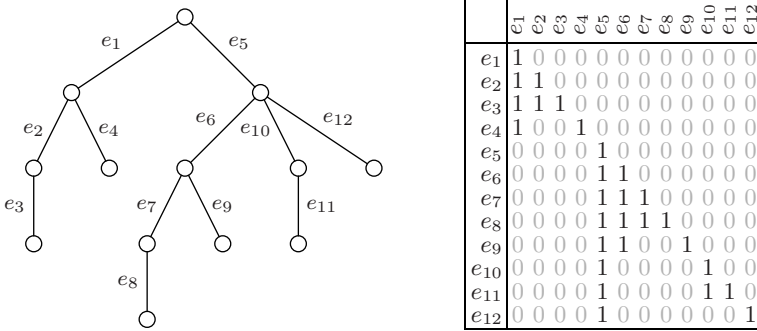 e1 e5
e2 e4 e6 e10 e12
e3 e7 e9 e11
e8
e1 e2 e3 e4 e5 e6 e7 e8 e9 e10 e11 e12
e1 1 0 0 0 0 0 0 0 0 0 0 0
e2 1 1 0 0 0 0 0 0 0 0 0 0
e3 1 1 1 0 0 0 0 0 0 0 0 0
e4 1 0 0 1 0 0 0 0 0 0 0 0
e5 0 0 0 0 1 0 0 0 0 0 0 0
e6 0 0 0 0 1 1 0 0 0 0 0 0
e7 0 0 0 0 1 1 1 0 0 0 0 0
e8 0 0 0 0 1 1 1 1 0 0 0 0
e9 0 0 0 0 1 1 0 0 1 0 0 0
e10 0 0 0 0 1 0 0 0 0 1 0 0
e11 0 0 0 0 1 0 0 0 0 1 1 0
e12 0 0 0 0 1 0 0 0 0 0 0 1